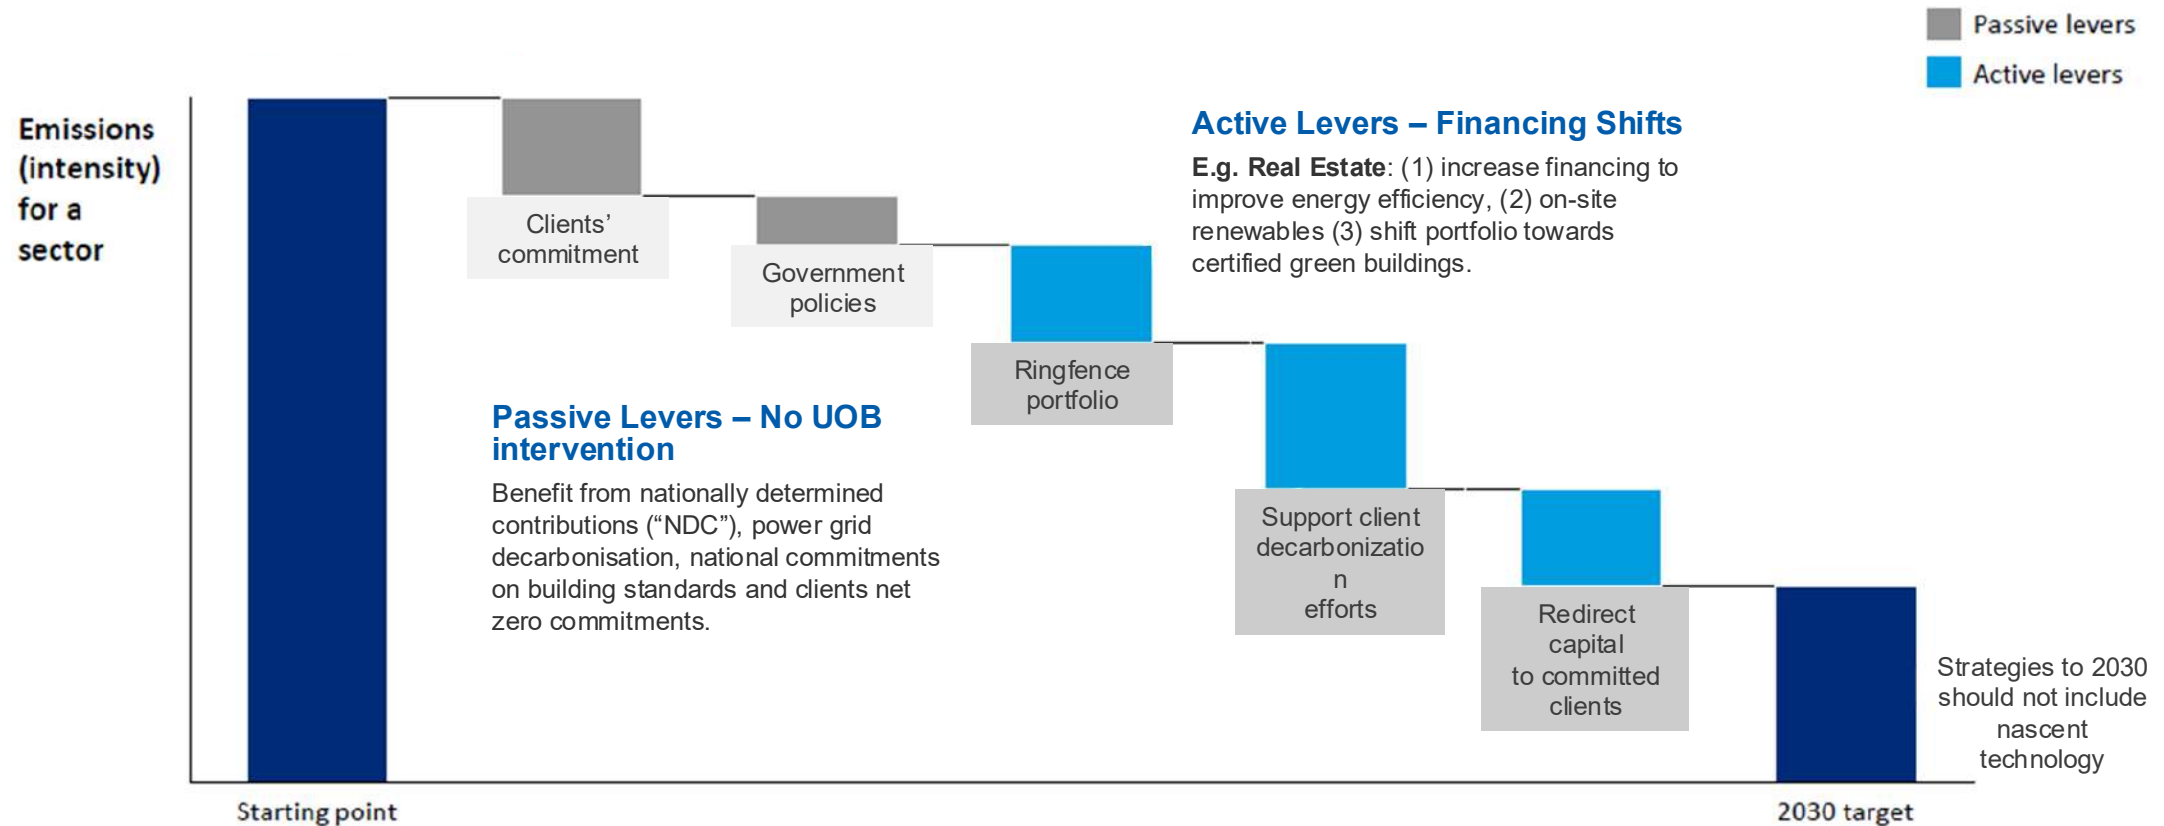 Passive levers
Active levers
Emissions
(intensity)
for a
sector
Active Levers – Financing Shifts
E.g. Real Estate: (1) increase financing to
improve energy efficiency, (2) on-site
renewables (3) shift portfolio towards
certified green buildings.
Clients’
commitment
Government
policies
Ringfence
portfolio
Passive Levers – No UOB
intervention
Benefit from nationally determined
contributions (“NDC”), power grid
decarbonisation, national commitments
on building standards and clients net
zero commitments.
Support client
decarbonizatio
n
efforts
Redirect
capital
to committed
clients
Strategies to 2030
should not include
nascent
technology
Starting point
2030 target